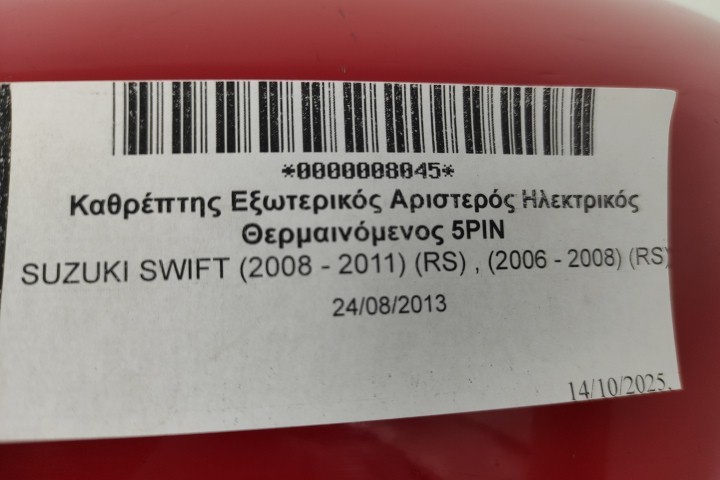 *0000008045*
Καθρέπτης Εξωτερικός Αριστερός Ηλεκτρικός
Θερμαινόμενος 5PIN
SUZUKI SWIFT (2008 - 2011) (RS) , (2006 - 2008) (RS)
24/08/2013
14/10/2025,